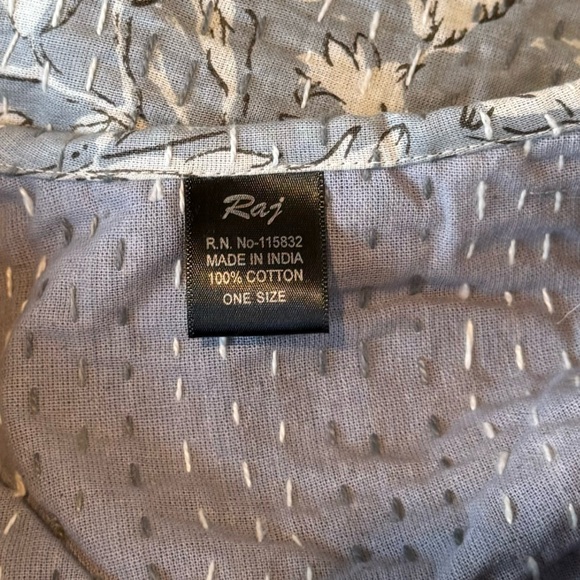 Raj
R.N. No-115832
MADE IN INDIA
100% COTTON
ONE SIZE